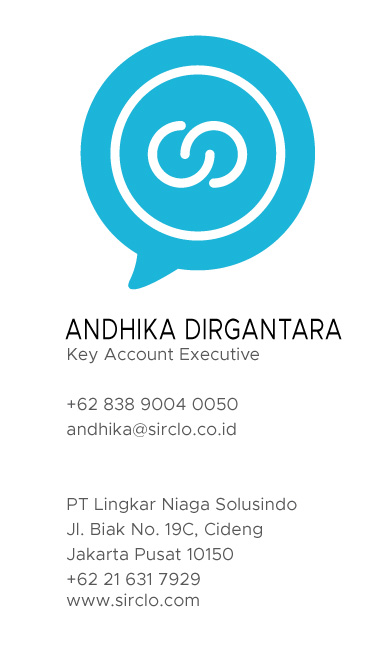 ANDHIKA DIRGANTARA
Key Account Executive
+62 838 9004 0050
andhika@sirclo.co.id
PT Lingkar Niaga Solusindo
Jl. Biak No. 19C, Cideng
Jakarta Pusat 10150
+62 21 631 7929
www.sirclo.com